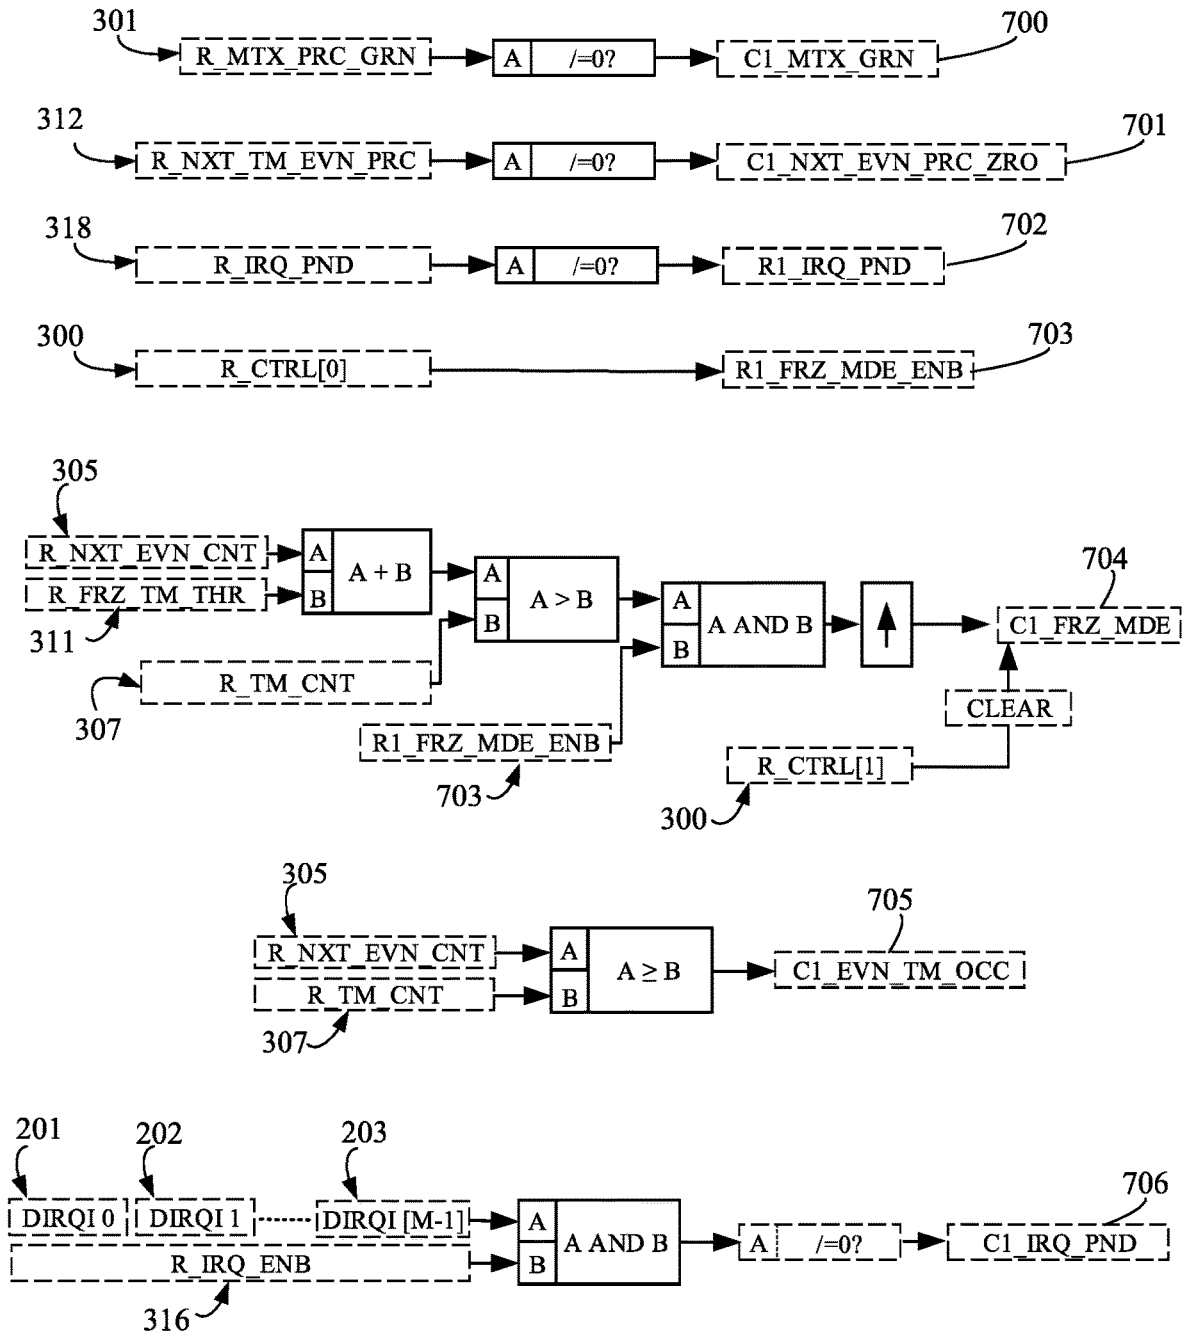 301
700
R_MTX_PRC_GRN A /=0? C1_MTX_GRN
312
701
R_NXT_TM_EVN_PRC A /=0? C1_NXT_EVN_PRC_ZRO
318
702
R_IRQ_PND A /=0? R1_IRQ_PND
300
703
R_CTRL[0] R1_FRZ_MDE_ENB
305
R_NXT_EVN_CNT A
A + B
R_FRZ_TM_THR B
311
A
A > B
B
R_TM_CNT
307
A
A AND B
B
R1_FRZ_MDE_ENB
703
704
C1_FRZ_MDE
CLEAR
R_CTRL[1]
300
305
705
R_NXT_EVN_CNT A
A ≥ B C1_EVN_TM_OCC
R_TM_CNT B
307
201 202 203
706
DIRQI 0 DIRQI 1 DIRQI [M-1] A
A AND B A /=0? C1_IRQ_PND
R_IRQ_ENB B
316